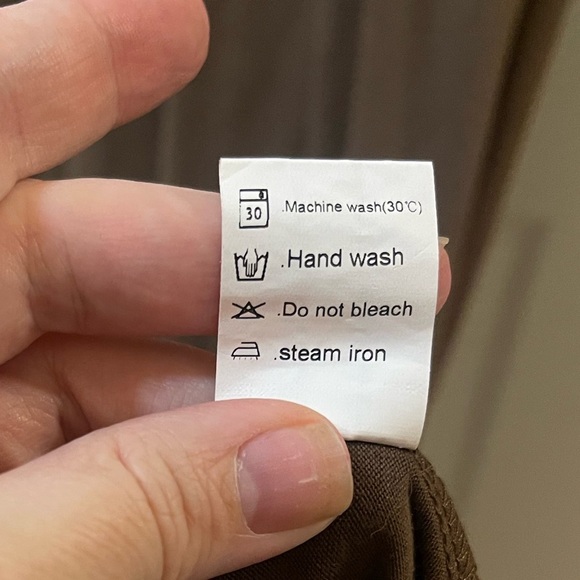 30 .Machine wash(30℃)
.Hand wash
.Do not bleach
.steam iron